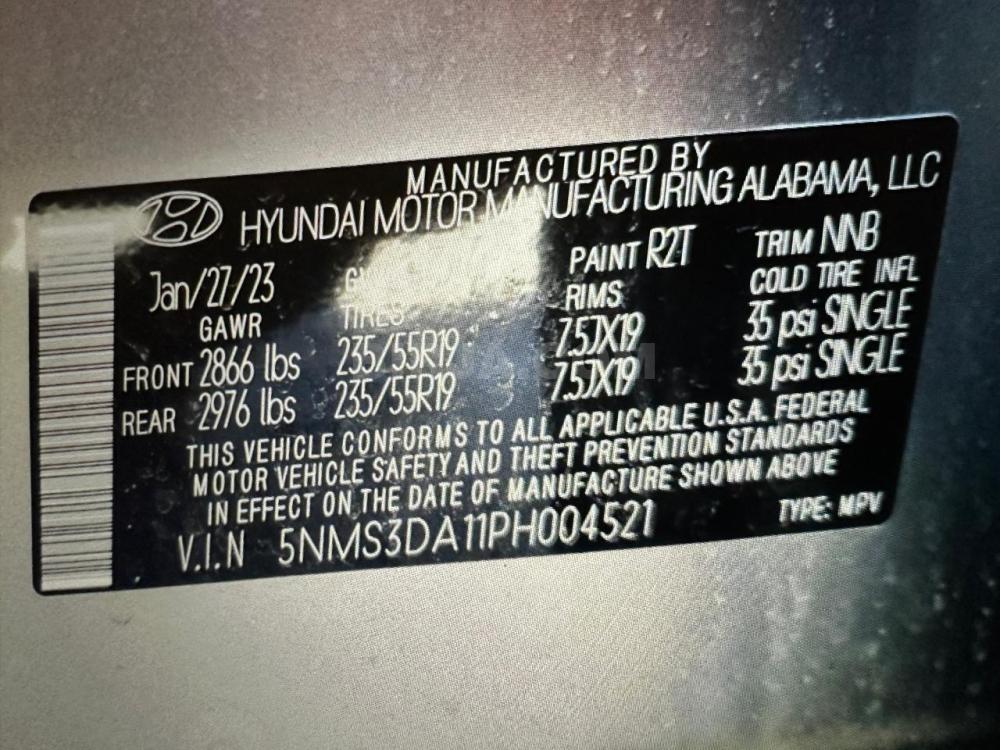 MANUFACTURED BY
HYUNDAI MOTOR MANUFACTURING ALABAMA, LLC
Jan/27/23 PAINT R2T TRIM NNB
GAWR TIRES RIMS COLD TIRE INFL
FRONT 2866 lbs 235/55R19 7.5JX19 35 psi SINGLE
REAR 2976 lbs 235/55R19 7.5JX19 35 psi SINGLE
THIS VEHICLE CONFORMS TO ALL APPLICABLE U.S.A. FEDERAL
MOTOR VEHICLE SAFETY AND THEFT PREVENTION STANDARDS
IN EFFECT ON THE DATE OF MANUFACTURE SHOWN ABOVE
V.I.N 5NMS3DA11PH004521 TYPE: MPV